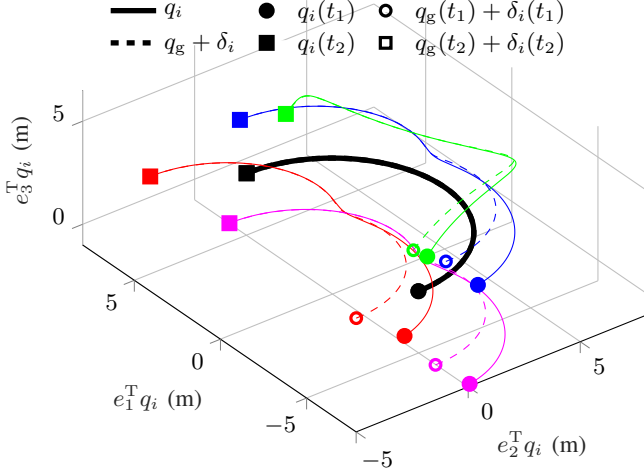 q_i q_i(t_1) q_g(t_1) + δ_i(t_1)
q_g + δ_i q_i(t_2) q_g(t_2) + δ_i(t_2)
5
0
e_3^T q_i (m)
5
0
−5
e_1^T q_i (m)
−5
0
5
e_2^T q_i (m)